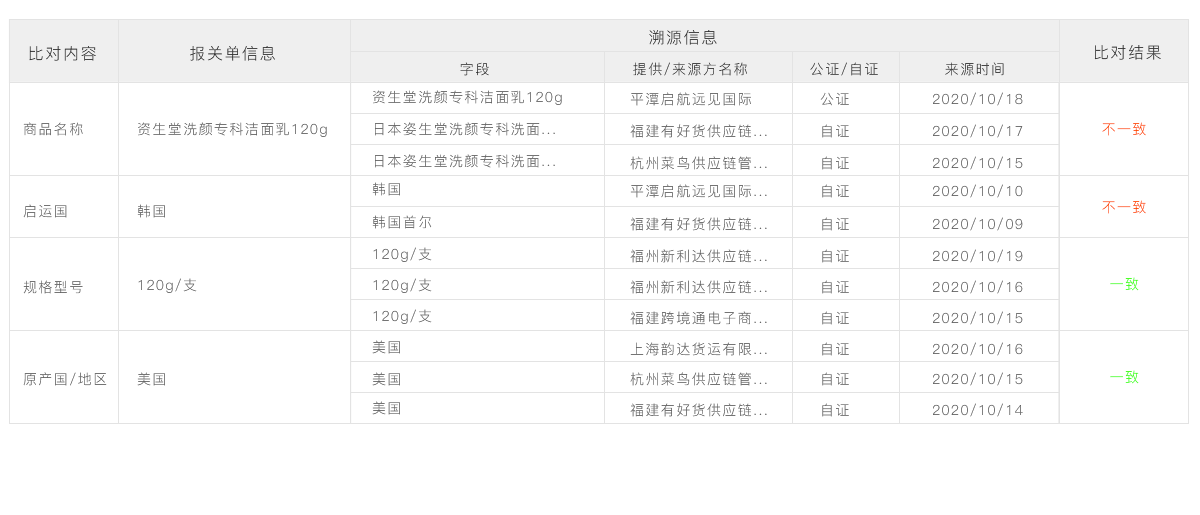 比对内容 报关单信息 溯源信息 比对结果
字段 提供/来源方名称 公证/自证 来源时间
商品名称 资生堂洗颜专科洁面乳120g 资生堂洗颜专科洁面乳120g 平潭启航远见国际 公证 2020/10/18 不一致
日本姿生堂洗颜专科洗面... 福建有好货供应链... 自证 2020/10/17
日本姿生堂洗颜专科洗面... 杭州菜鸟供应链管... 自证 2020/10/15
启运国 韩国 韩国 平潭启航远见国际... 自证 2020/10/10 不一致
韩国首尔 福建有好货供应链... 自证 2020/10/09
规格型号 120g/支 120g/支 福州新利达供应链... 自证 2020/10/19 一致
120g/支 福州新利达供应链... 自证 2020/10/16
120g/支 福建跨境通电子商... 自证 2020/10/15
原产国/地区 美国 美国 上海韵达货运有限... 自证 2020/10/16 一致
美国 杭州菜鸟供应链管... 自证 2020/10/15
美国 福建有好货供应链... 自证 2020/10/14